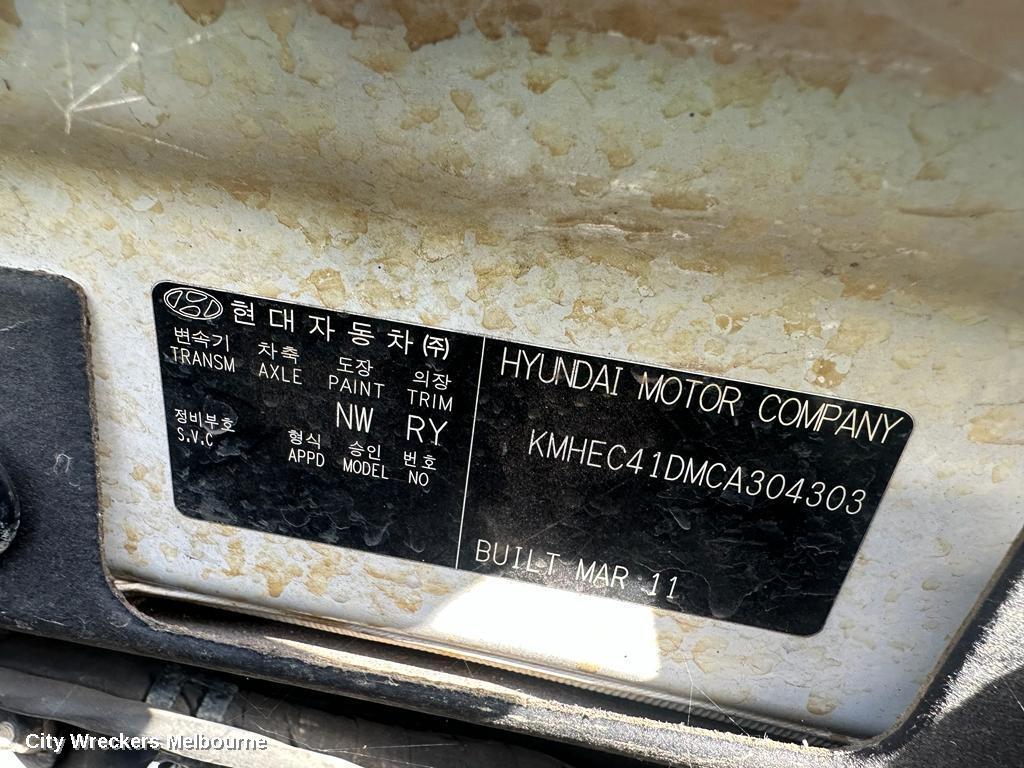 현대자동차(주)
변속기 차축 도장 의장
TRANSM AXLE PAINT TRIM
NW RY
정비부호 형식 승인 번호
S.V.C APPD MODEL NO
HYUNDAI MOTOR COMPANY
KMHEC41DMCA304303
BUILT MAR 11
City Wreckers Melbourne